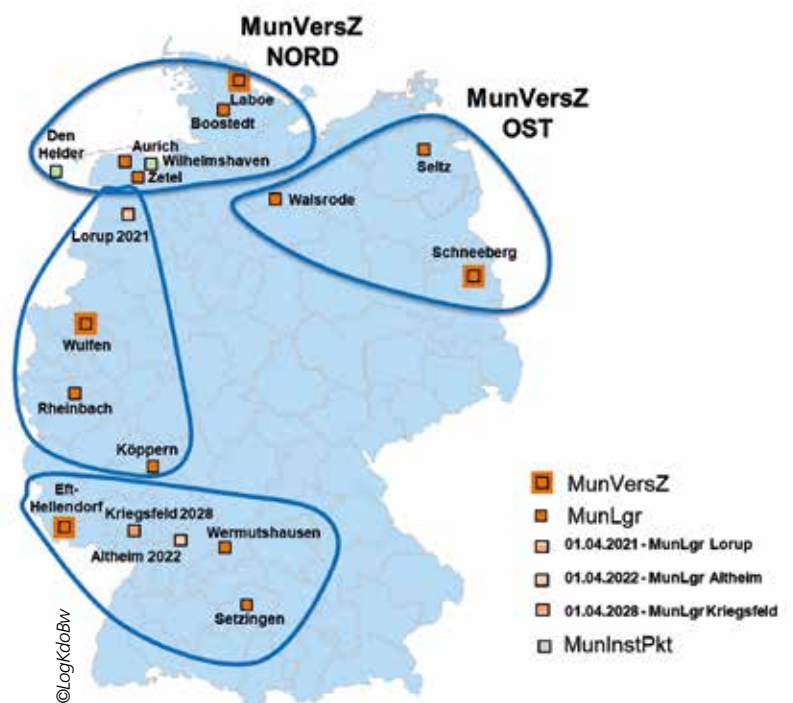 MunVersZ
NORD
MunVersZ
OST
Laboe
Boostedt
Den
Helder
Aurich
Wilhelmshaven
Zetel
Seltz
Walsrode
Lorup 2021
Schneeberg
Wulfen
Rheinbach
Köppern
Eft-
Hellendorf
Kriegsfeld 2028
Altheim 2022
Wermutshausen
Setzingen
MunVersZ
MunLgr
01.04.2021 - MunLgr Lorup
01.04.2022 - MunLgr Altheim
01.04.2028 - MunLgr Kriegsfeld
MunInstPkt
©LogKdoBw